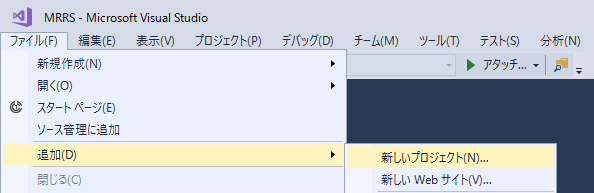 MRRS - Microsoft Visual Studio
ファイル(F) 編集(E) 表示(V) プロジェクト(P) デバッグ(D) チーム(M) ツール(T) テスト(S) 分析(N)
新規作成(N)
アタッチ...
開く(O)
スタート ページ(E)
ソース管理に追加
追加(D)
新しいプロジェクト(N)...
閉じる(C)
新しい Web サイト(V)...